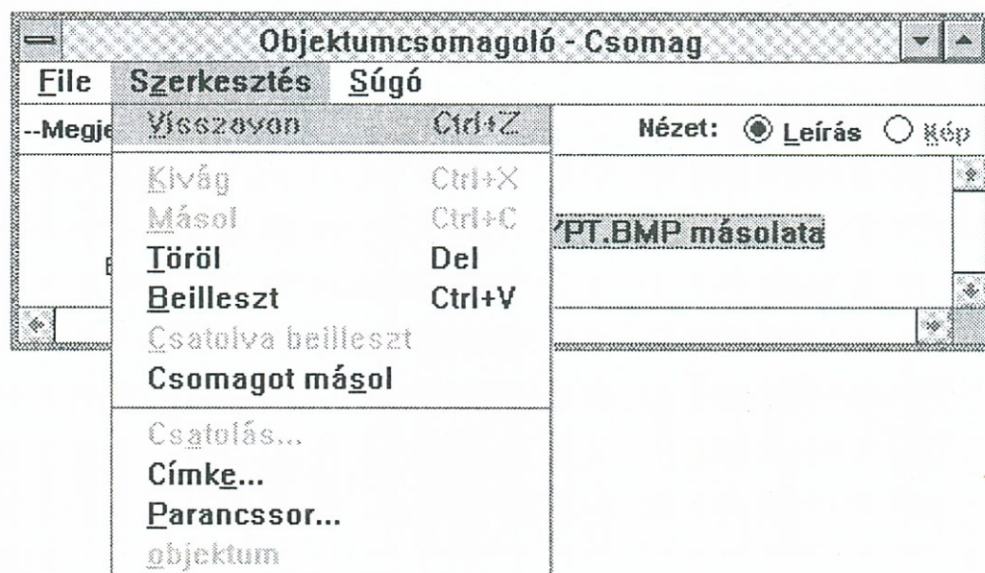 Objektumcsomagoló - Csomag
File Szerkesztés Súgó
--Megje
Nézet: Leírás Kép
YPT.BMP másolata
Visszavon Ctrl+Z
Kivág Ctrl+X
Másol Ctrl+C
Töröl Del
Beilleszt Ctrl+V
Csatolva beilleszt
Csomagot másol
Csatolás...
Címke...
Parancssor...
objektum